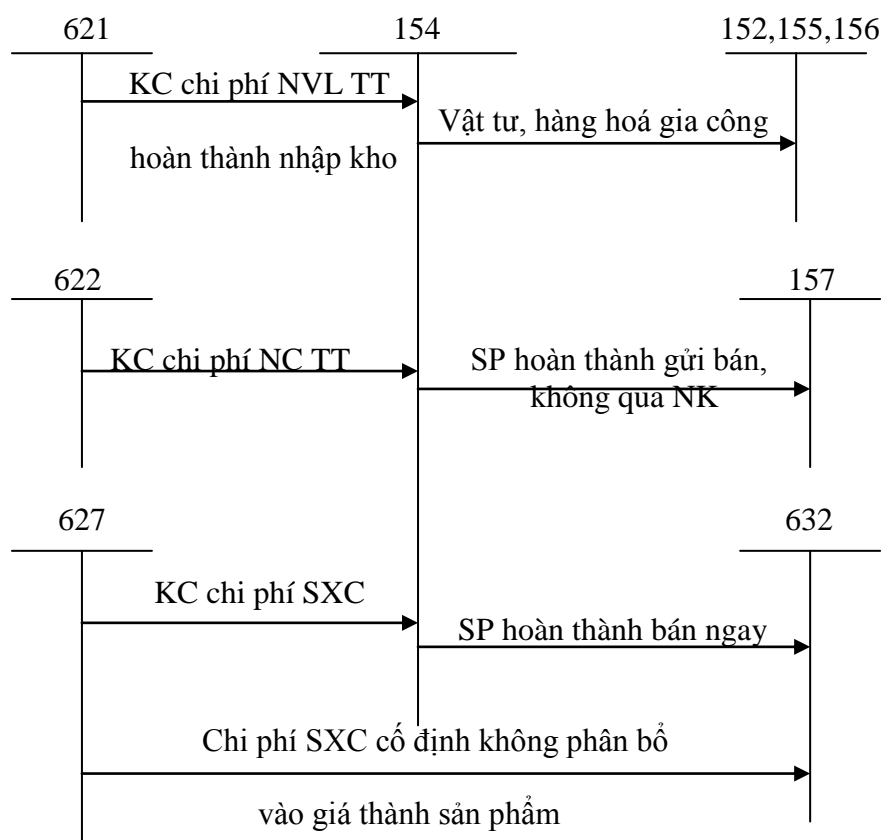 621
154
152,155,156
KC chi phí NVL TT
Vật tư, hàng hoá gia công
hoàn thành nhập kho
622
157
KC chi phí NC TT
SP hoàn thành gửi bán,
không qua NK
627
632
KC chi phí SXC
SP hoàn thành bán ngay
Chi phí SXC cố định không phân bổ
vào giá thành sản phẩm